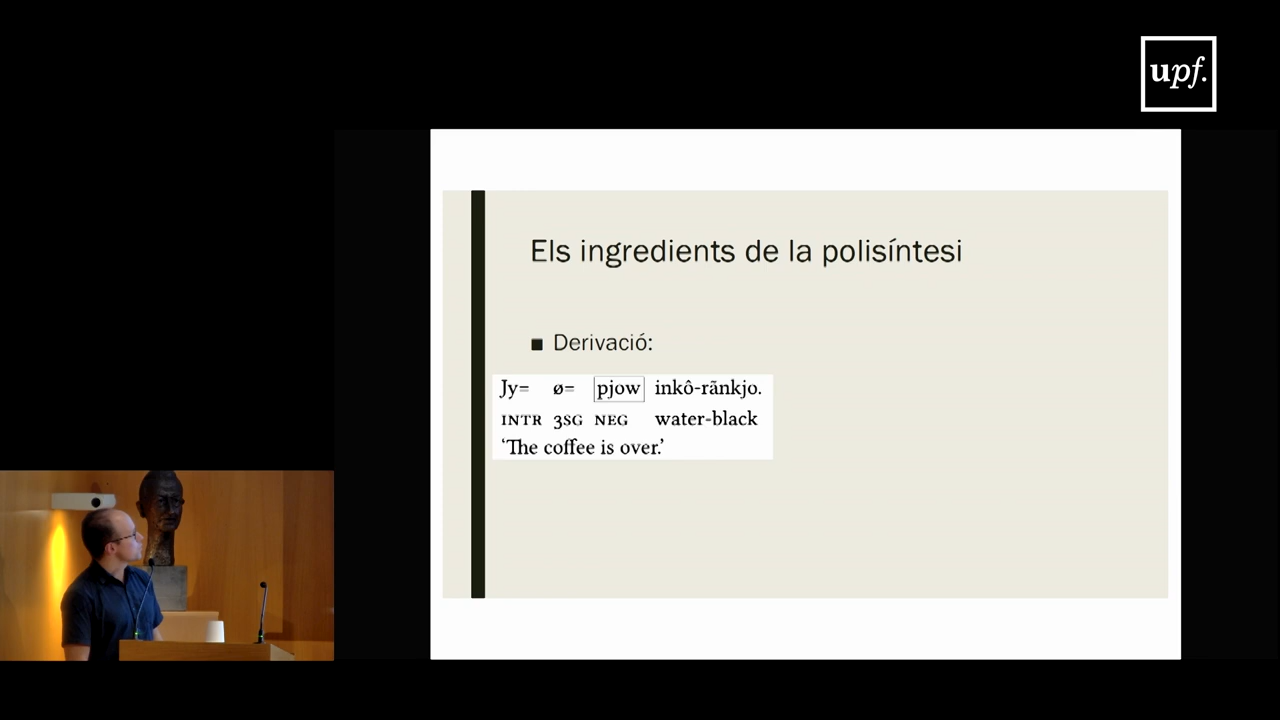 upf.
Els ingredients de la polisíntesi
■ Derivació:
Jy= ø= pjow inkô-rãnkjo.
INTR 3SG NEG water-black
‘The coffee is over.’